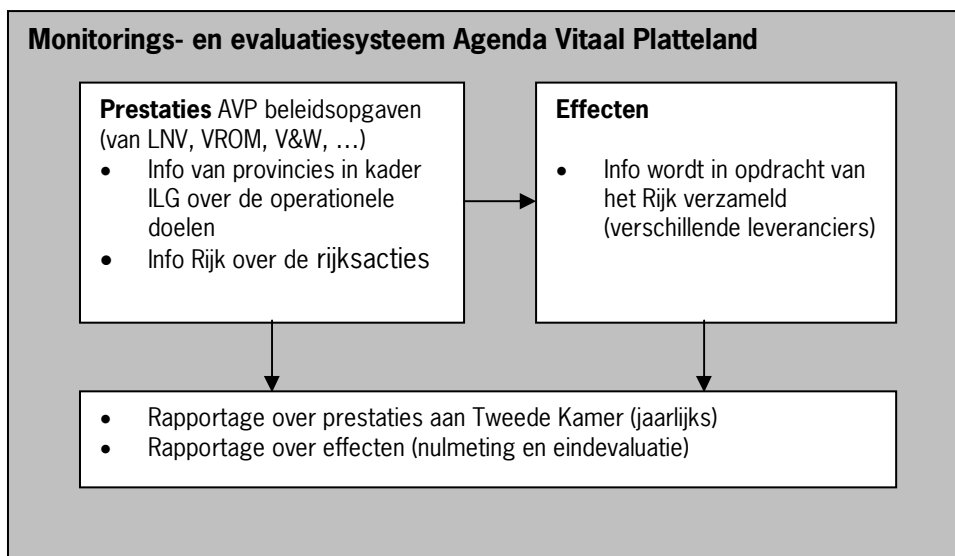 Monitorings- en evaluatiesysteem Agenda Vitaal Platteland
Prestaties AVP beleidsopgaven
(van LNV, VROM, V&W, …)
• Info van provincies in kader
ILG over de operationele
doelen
• Info Rijk over de rijksacties
Effecten
• Info wordt in opdracht van
het Rijk verzameld
(verschillende leveranciers)
• Rapportage over prestaties aan Tweede Kamer (jaarlijks)
• Rapportage over effecten (nulmeting en eindevaluatie)